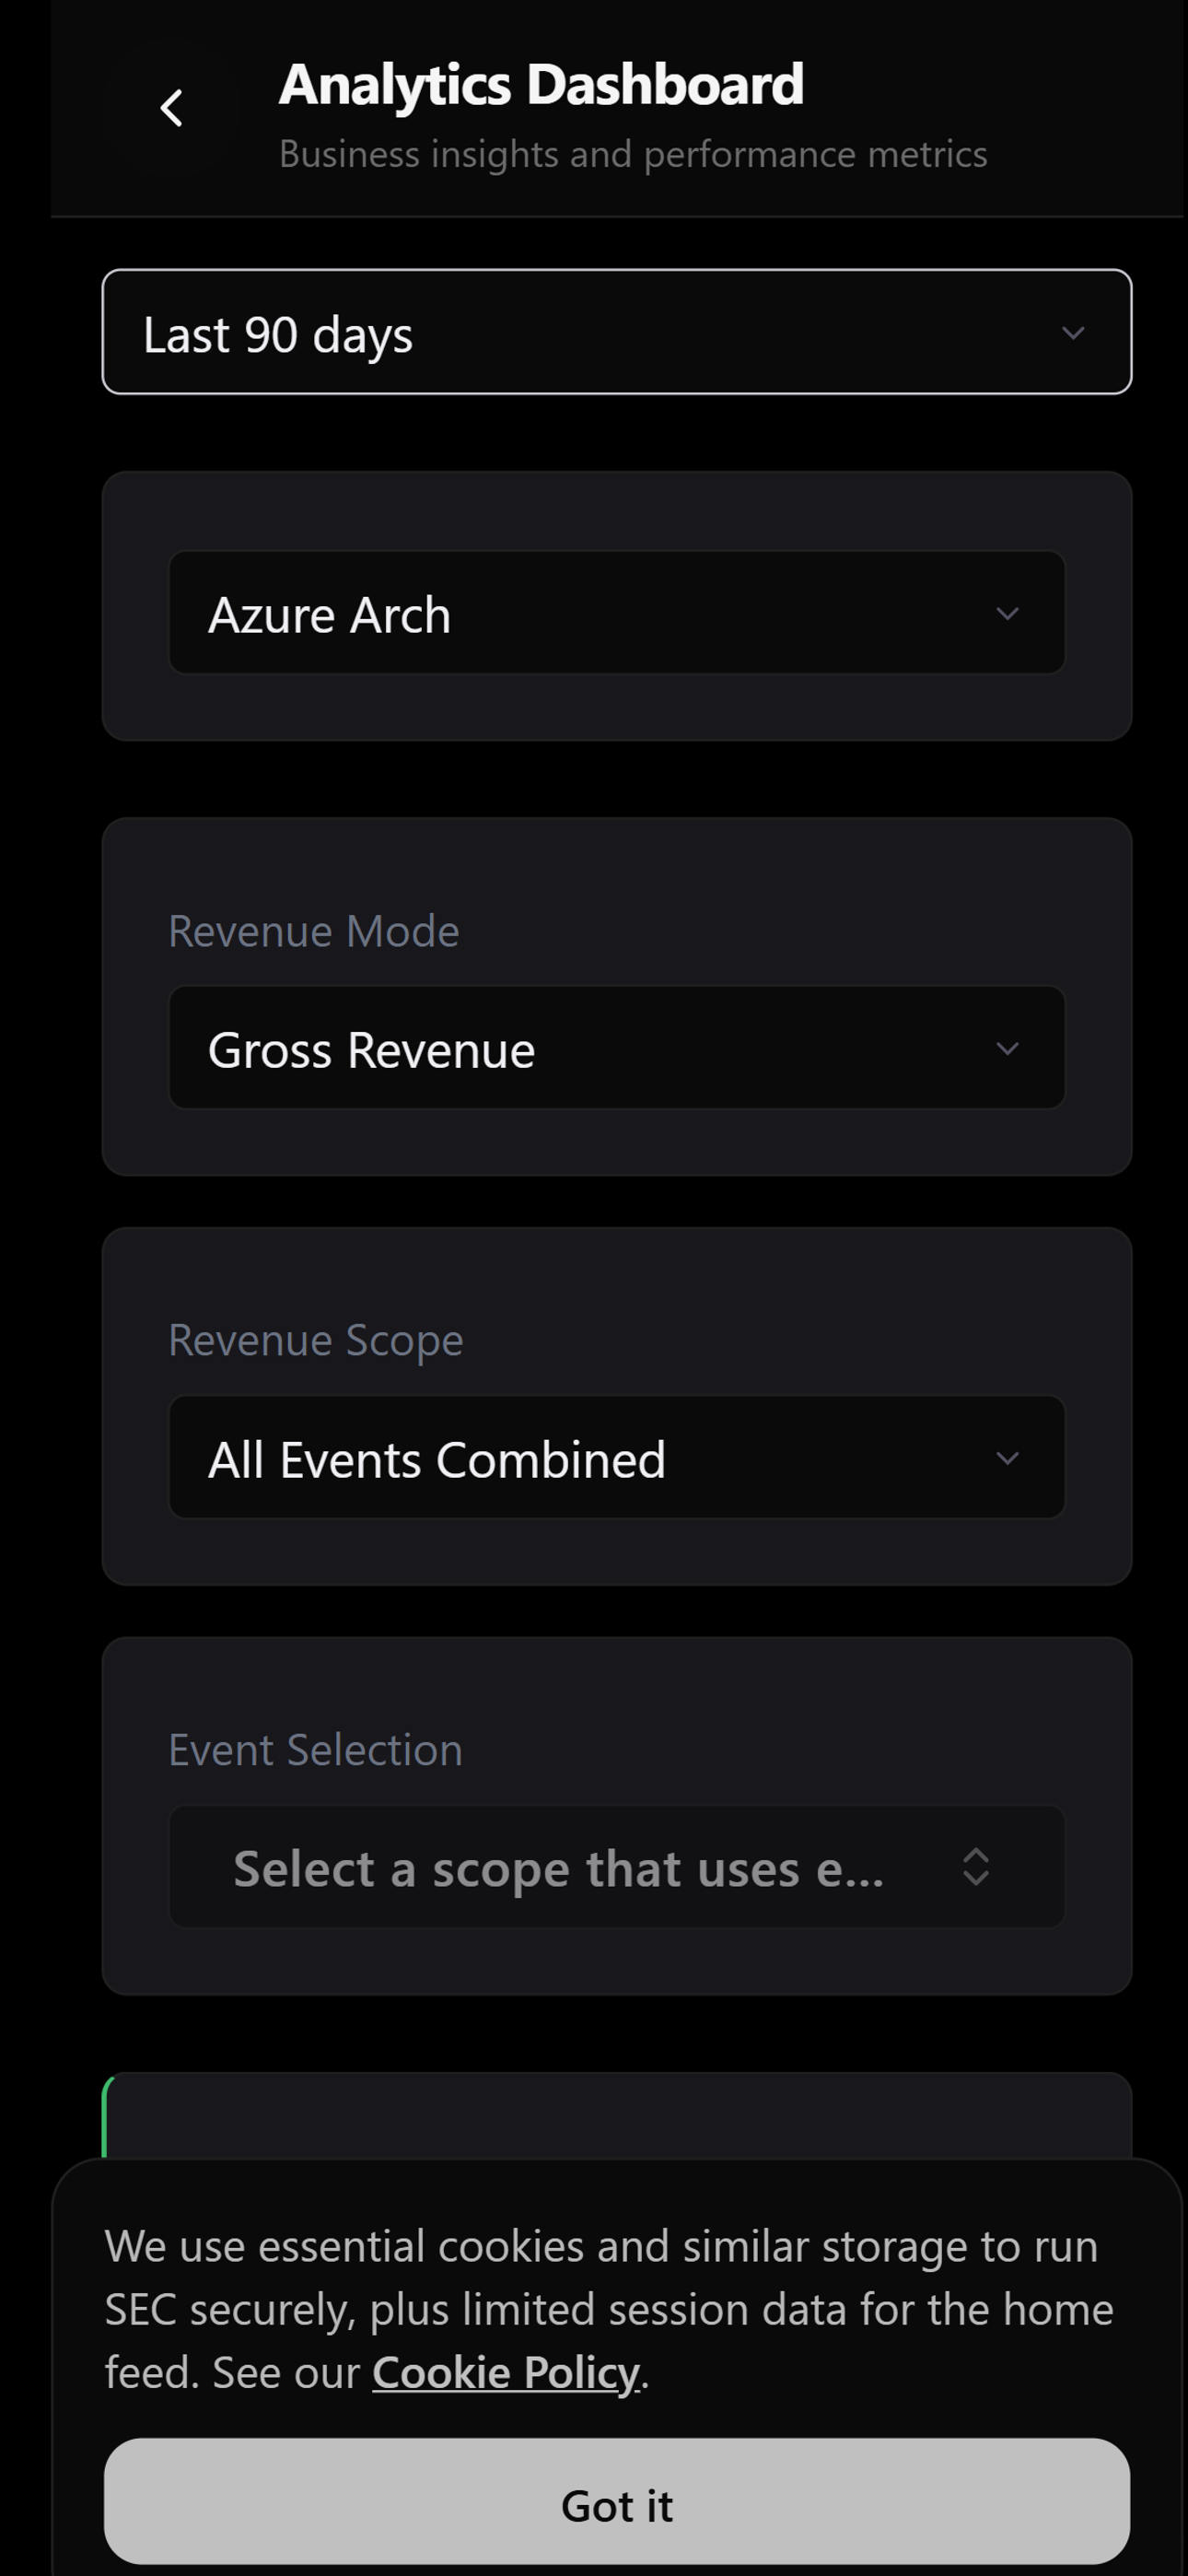 Analytics Dashboard
Business insights and performance metrics
Last 90 days
Azure Arch
Revenue Mode
Gross Revenue
Revenue Scope
All Events Combined
Event Selection
Select a scope that uses e...
We use essential cookies and similar storage to run
SEC securely, plus limited session data for the home
feed. See our Cookie Policy.
Got it